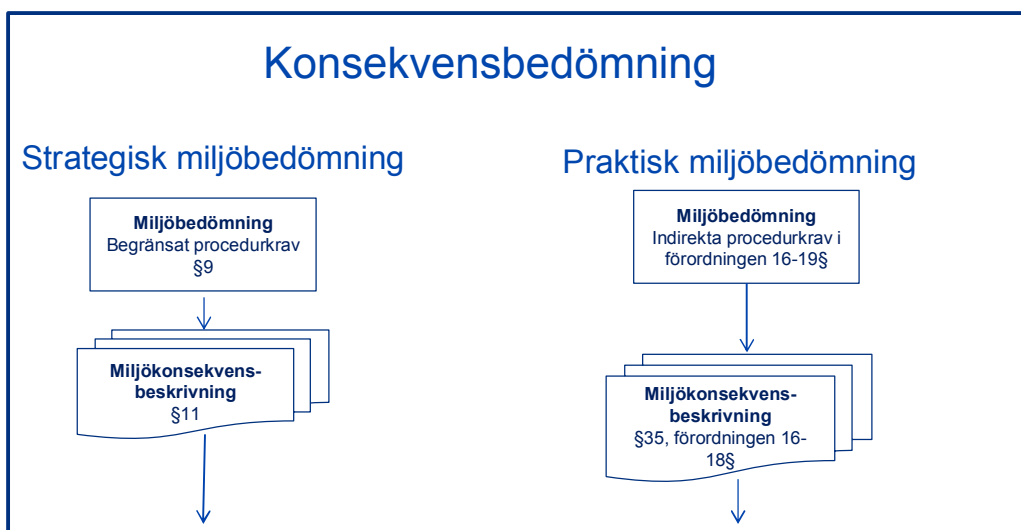 Konsekvensbedömning
Strategisk miljöbedömning
Miljöbedömning
Begränsat procedurkrav
§9
Miljökonsekvens-
beskrivning
§11
Praktisk miljöbedömning
Miljöbedömning
Indirekta procedurkrav i
förordningen 16-19§
Miljökonsekvens-
beskrivning
§35, förordningen 16-
18§